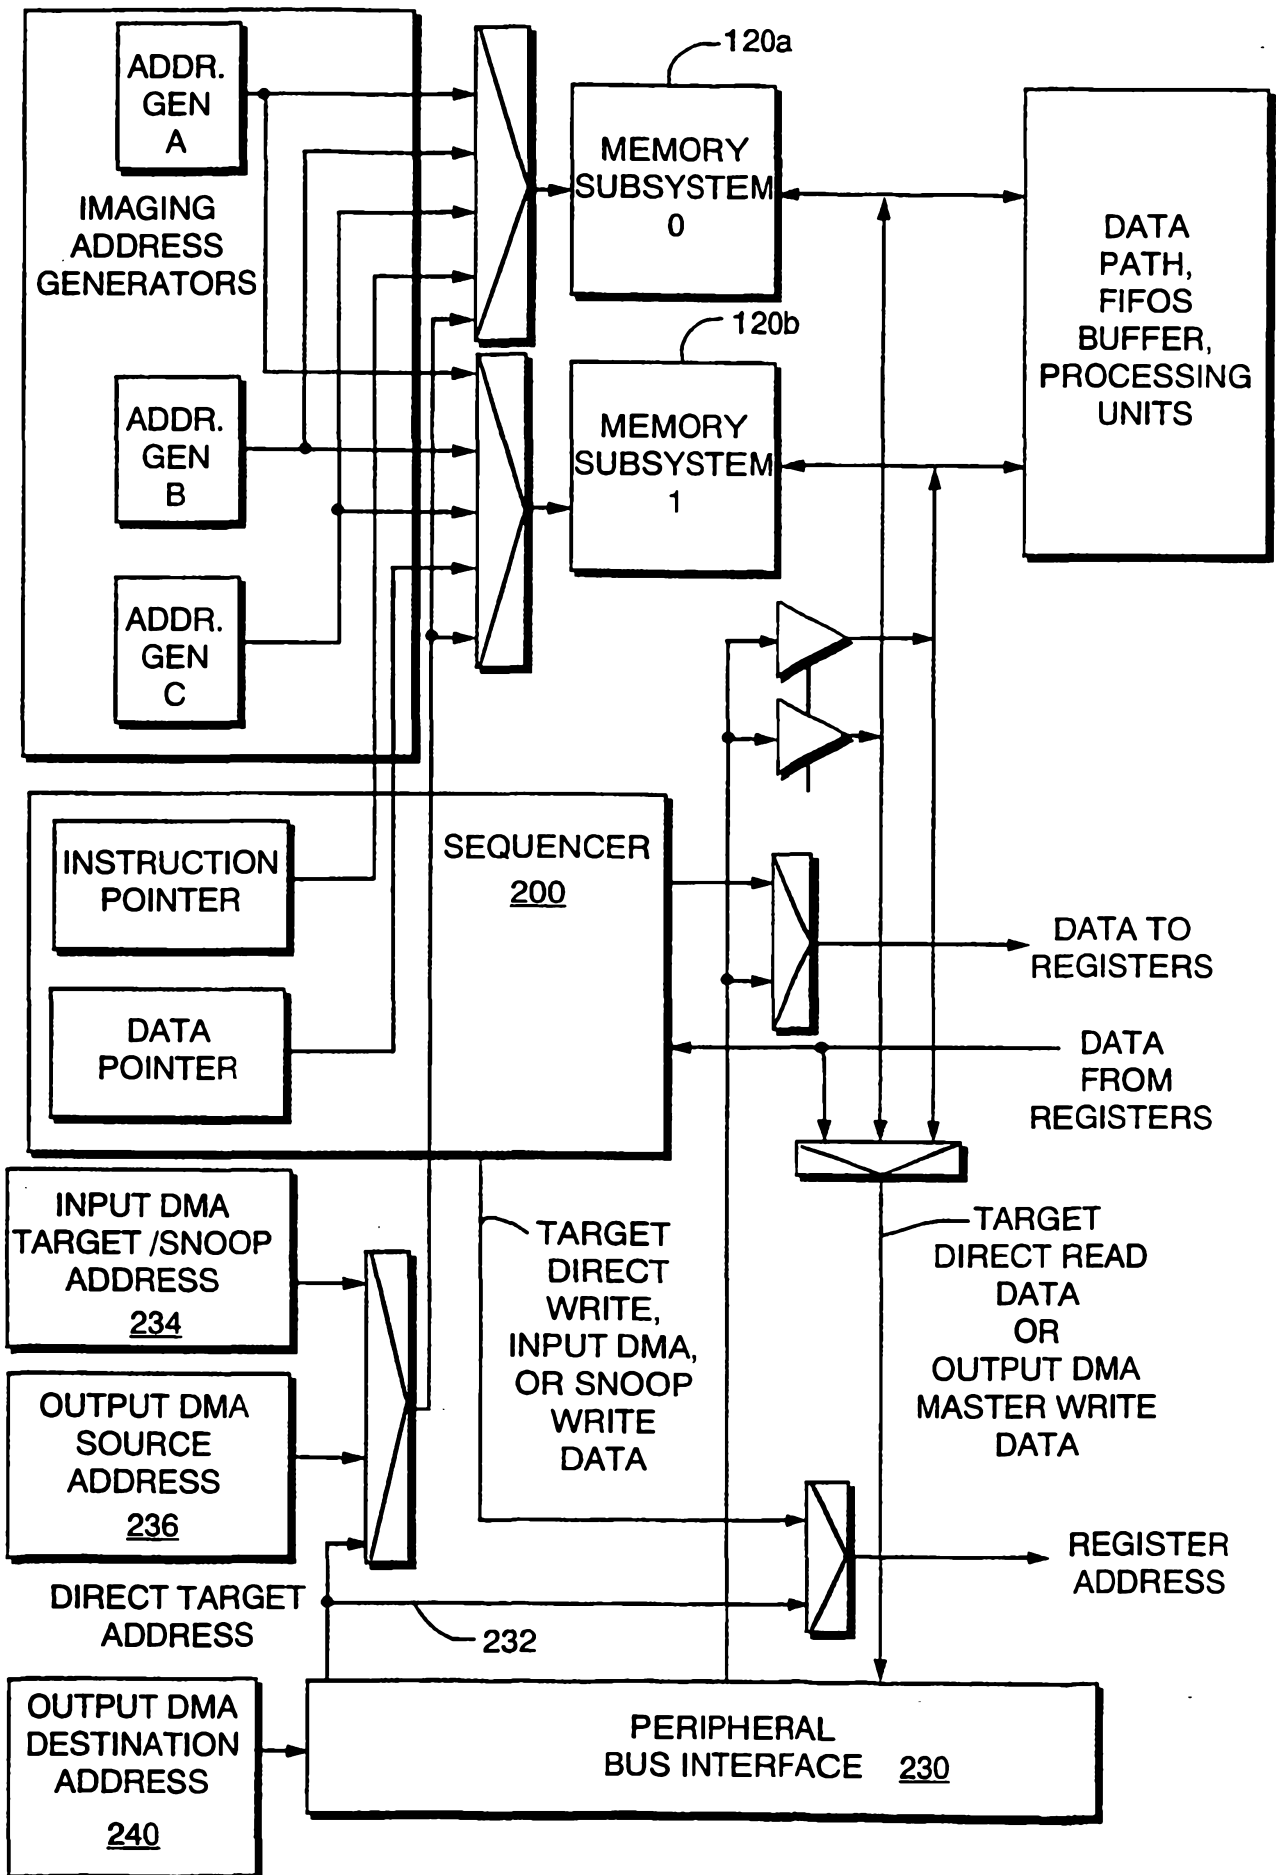 ADDR.
GEN
A
IMAGING
ADDRESS
GENERATORS
ADDR.
GEN
B
ADDR.
GEN
C
120a
MEMORY
SUBSYSTEM
0
120b
MEMORY
SUBSYSTEM
1
DATA
PATH,
FIFOS
BUFFER,
PROCESSING
UNITS
SEQUENCER
200
INSTRUCTION
POINTER
DATA
POINTER
DATA TO
REGISTERS
DATA
FROM
REGISTERS
INPUT DMA
TARGET /SNOOP
ADDRESS
234
OUTPUT DMA
SOURCE
ADDRESS
236
TARGET
DIRECT
WRITE,
INPUT DMA,
OR SNOOP
WRITE
DATA
TARGET
DIRECT READ
DATA
OR
OUTPUT DMA
MASTER WRITE
DATA
REGISTER
ADDRESS
DIRECT TARGET
ADDRESS
232
OUTPUT DMA
DESTINATION
ADDRESS
240
PERIPHERAL
BUS INTERFACE 230